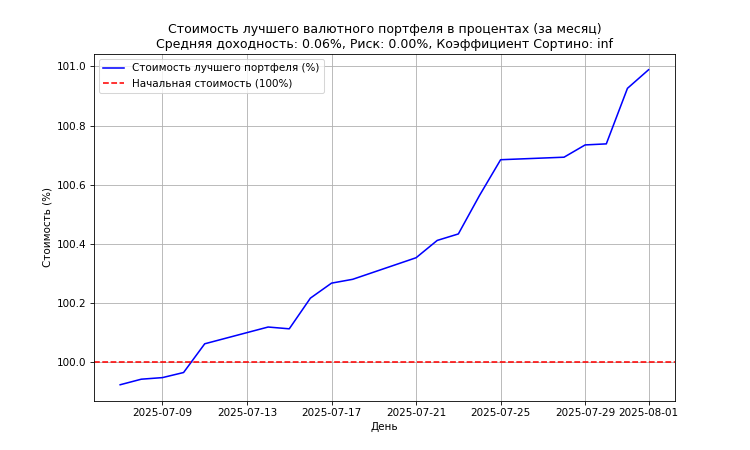 Стоимость лучшего валютного портфеля в процентах (за месяц)
Средняя доходность: 0.06%, Риск: 0.00%, Коэффициент Сортино: inf
Стоимость лучшего портфеля (%)
Начальная стоимость (100%)
Стоимость (%)
101.0
100.8
100.6
100.4
100.2
100.0
2025-07-09
2025-07-13
2025-07-17
2025-07-21
2025-07-25
2025-07-29
2025-08-01
День